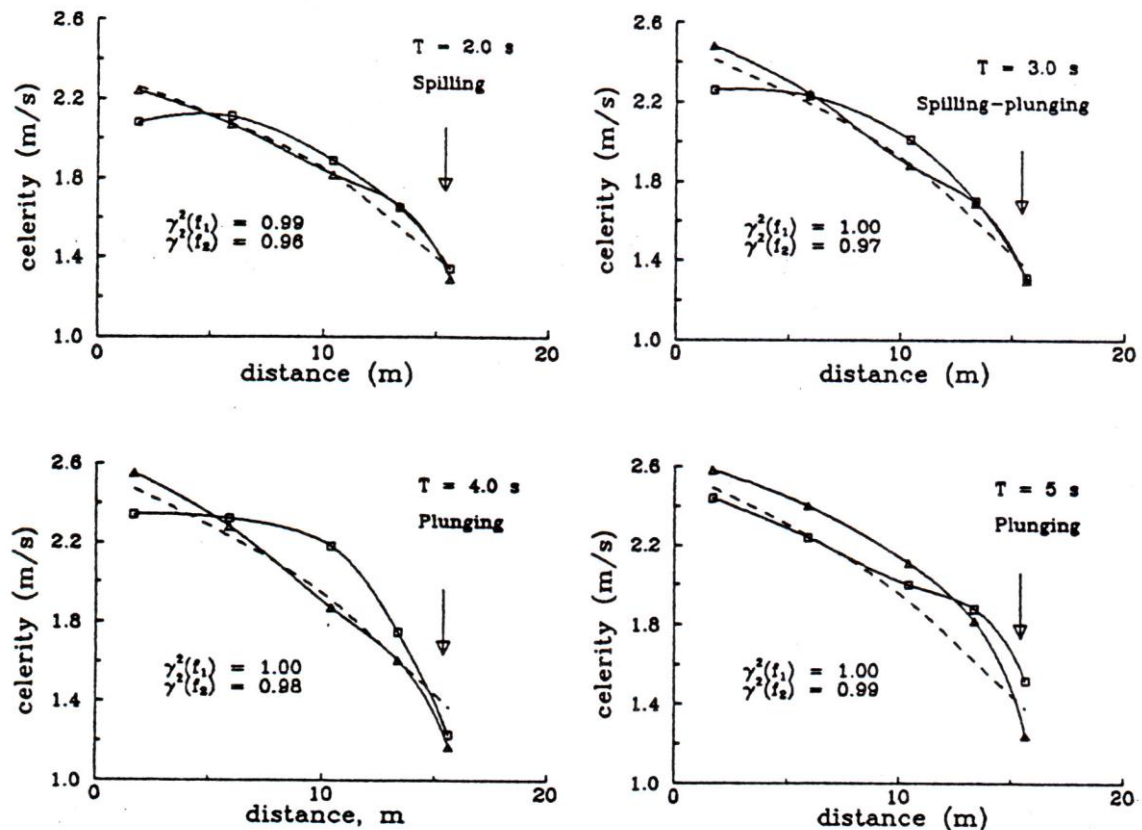 2.6
2.2
1.8
1.4
1.0
celerity (m/s)
T = 2.0 s
Spilling
γ²(f₁) = 0.99
γ²(f₂) = 0.96
0 10 20
distance (m)
2.6
2.2
1.8
1.4
1.0
celerity (m/s)
T = 3.0 s
Spilling-plunging
γ²(f₁) = 1.00
γ²(f₂) = 0.97
0 10 20
distance (m)
2.6
2.2
1.8
1.4
1.0
celerity (m/s)
T = 4.0 s
Plunging
γ²(f₁) = 1.00
γ²(f₂) = 0.98
0 10 20
distance, m
2.6
2.2
1.8
1.4
1.0
celerity (m/s)
T = 5 s
Plunging
γ²(f₁) = 1.00
γ²(f₂) = 0.99
0 10 20
distance (m)